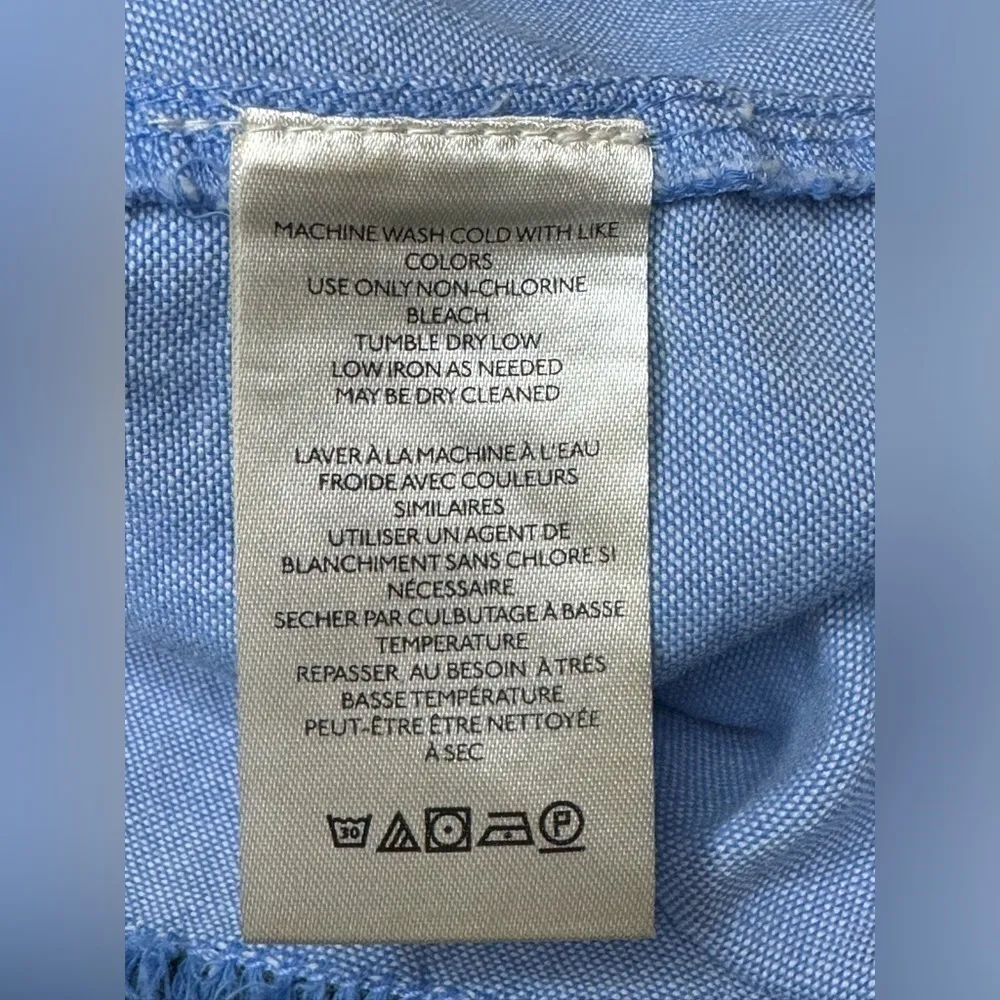 MACHINE WASH COLD WITH LIKE
COLORS
USE ONLY NON-CHLORINE
BLEACH
TUMBLE DRY LOW
LOW IRON AS NEEDED
MAY BE DRY CLEANED
LAVER À LA MACHINE À L'EAU
FROIDE AVEC COULEURS
SIMILAIRES
UTILISER UN AGENT DE
BLANCHIMENT SANS CHLORE SI
NÉCESSAIRE
SECHER PAR CULBUTAGE À BASSE
TEMPERATURE
REPASSER AU BESOIN À TRÉS
BASSE TEMPÉRATURE
PEUT-ÊTRE ÊTRE NETTOYÉE
À SEC
30 P